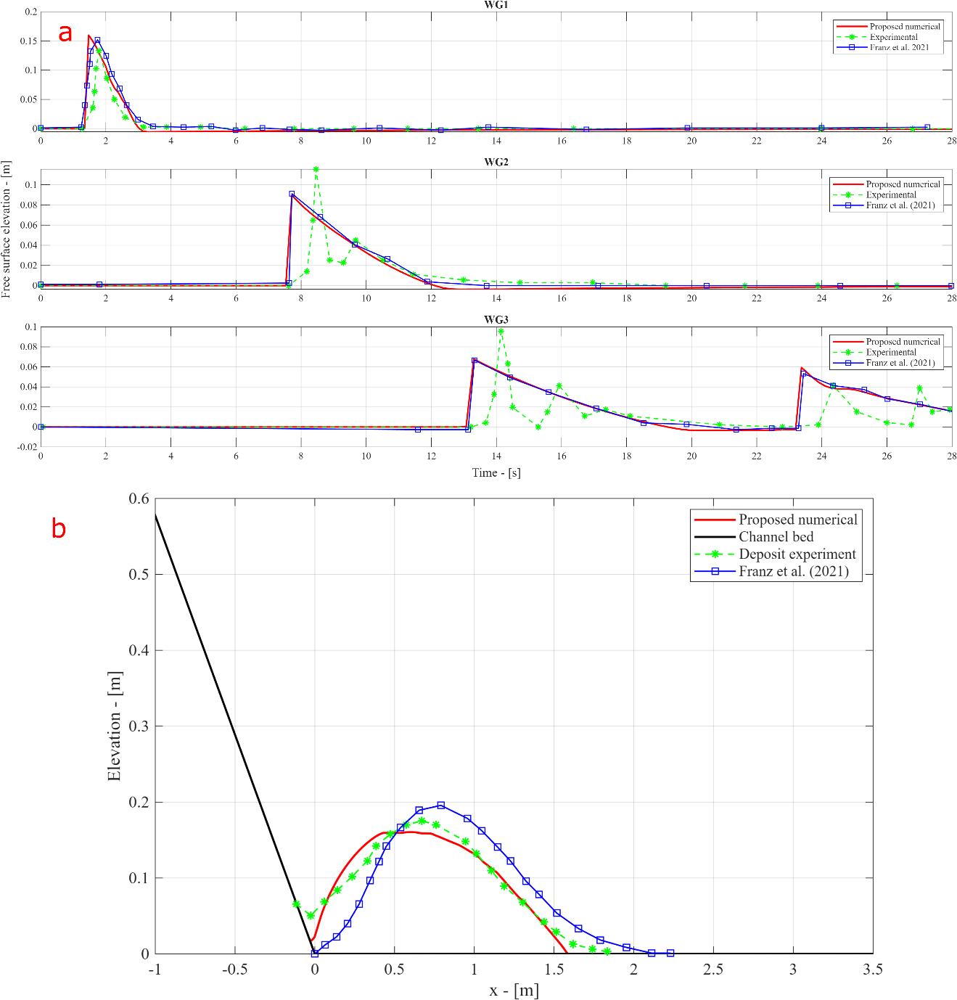 WG1
a
0.2
0.15
0.1
0.05
0
0 2 4 6 8 10 12 14 16 18 20 22 24 26 28
Proposed numerical
Experimental
Franz et al. 2021
Free surface elevation - [m]
WG2
0.1
0.08
0.06
0.04
0.02
0
0 2 4 6 8 10 12 14 16 18 20 22 24 26 28
Proposed numerical
Experimental
Franz et al. (2021)
WG3
0.1
0.08
0.06
0.04
0.02
0
-0.02
0 2 4 6 8 10 12 14 16 18 20 22 24 26 28
Proposed numerical
Experimental
Franz et al. (2021)
Time - [s]
b
0.6
0.5
0.4
0.3
0.2
0.1
0
Elevation - [m]
Proposed numerical
Channel bed
Deposit experiment
Franz et al. (2021)
-1 -0.5 0 0.5 1 1.5 2 2.5 3 3.5
x - [m]